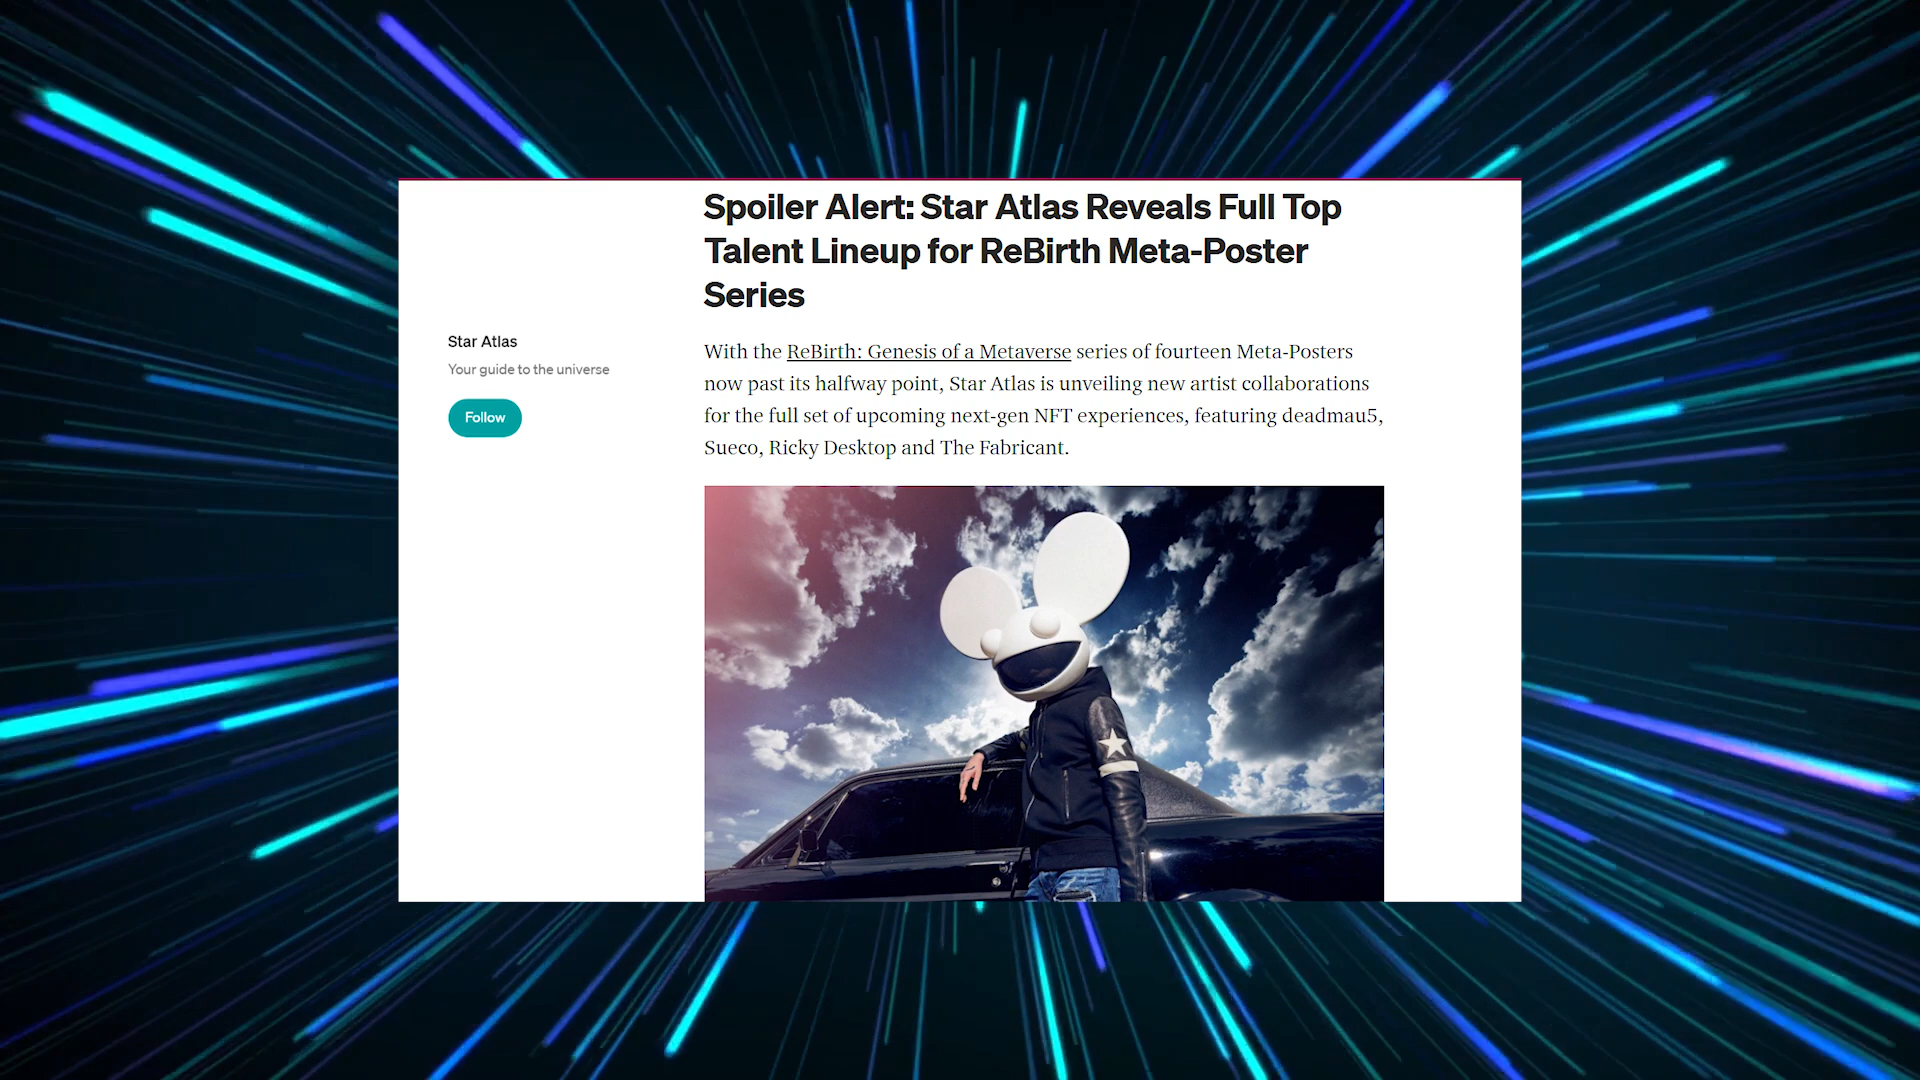 Spoiler Alert: Star Atlas Reveals Full Top
Talent Lineup for ReBirth Meta-Poster
Series
Star Atlas
Your guide to the universe
Follow
With the ReBirth: Genesis of a Metaverse series of fourteen Meta-Posters
now past its halfway point, Star Atlas is unveiling new artist collaborations
for the full set of upcoming next-gen NFT experiences, featuring deadmau5,
Sueco, Ricky Desktop and The Fabricant.